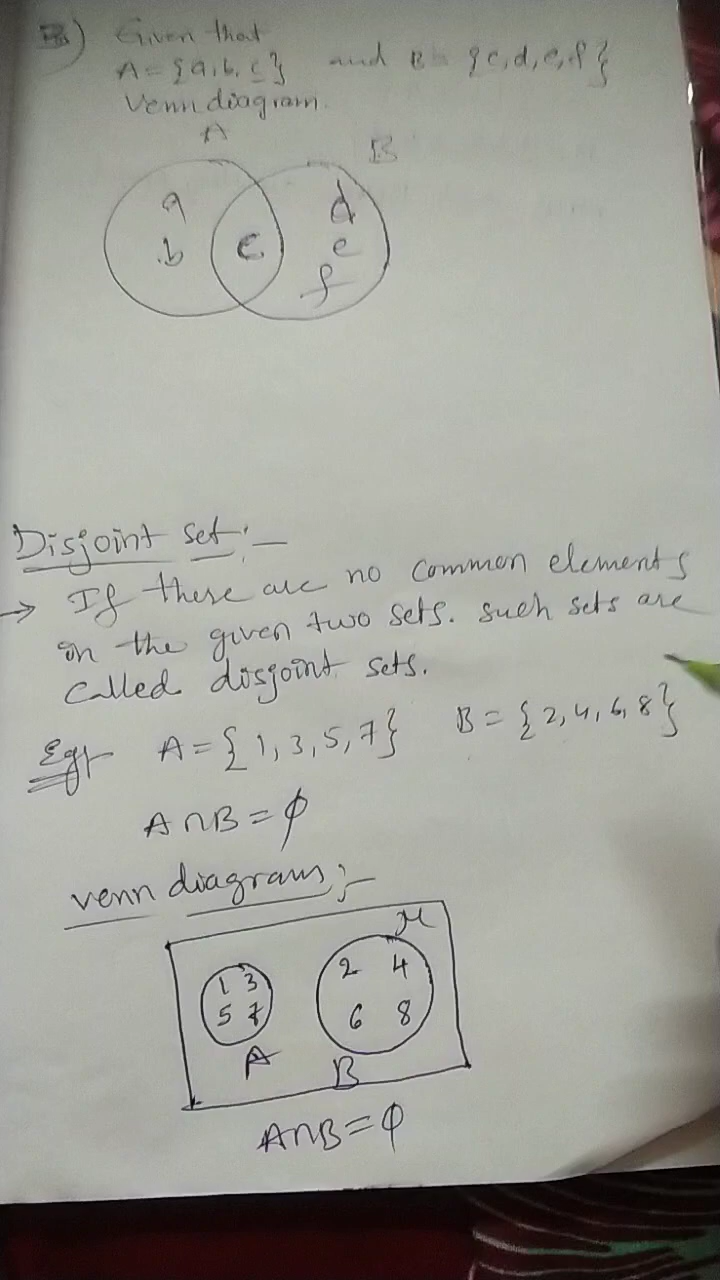 Given that
A = {a, b, c} and B = {c, d, e, f}
Venn diagram.
A B
a d
b c e
f
Disjoint set :-
→ If there are no common elements
in the given two sets. such sets are
called disjoint sets.
Eg:- A = { 1, 3, 5, 7} B = { 2, 4, 6, 8}
A ∩ B = ϕ
venn diagram :-
μ
1 3 2 4
5 7 6 8
A B
A∩B = ϕ